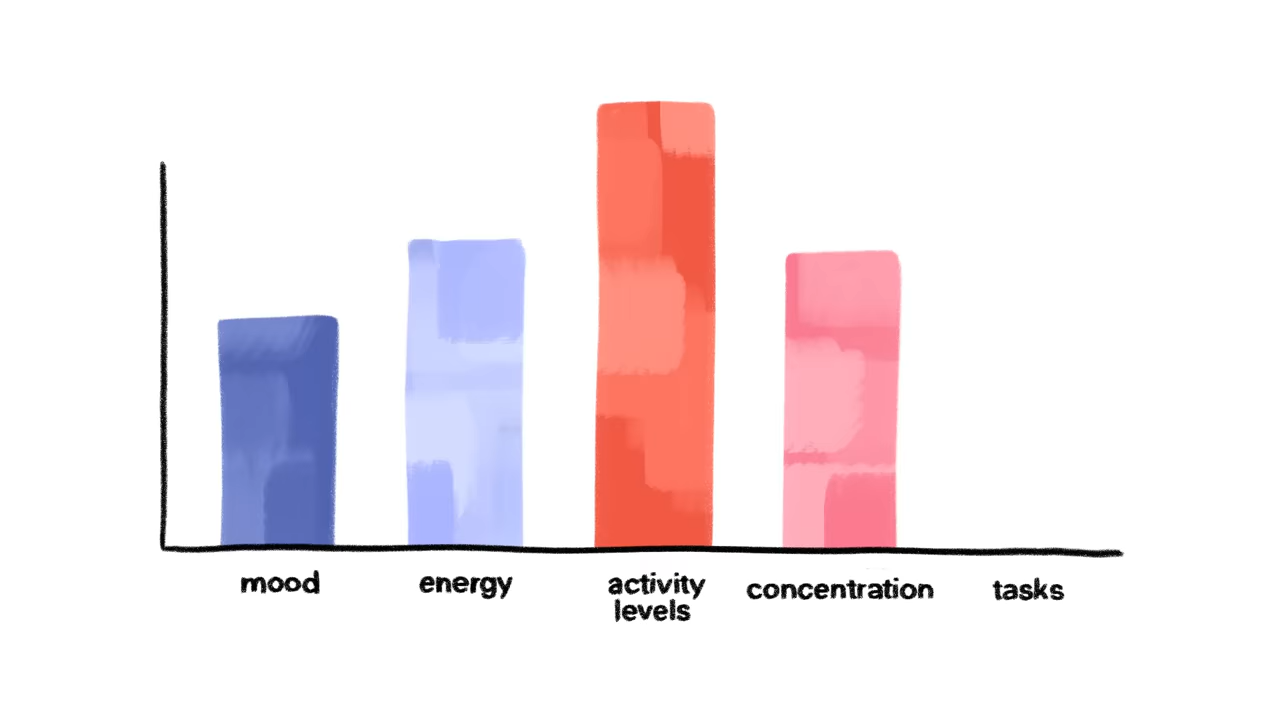 mood
energy
activity
levels
concentration
tasks